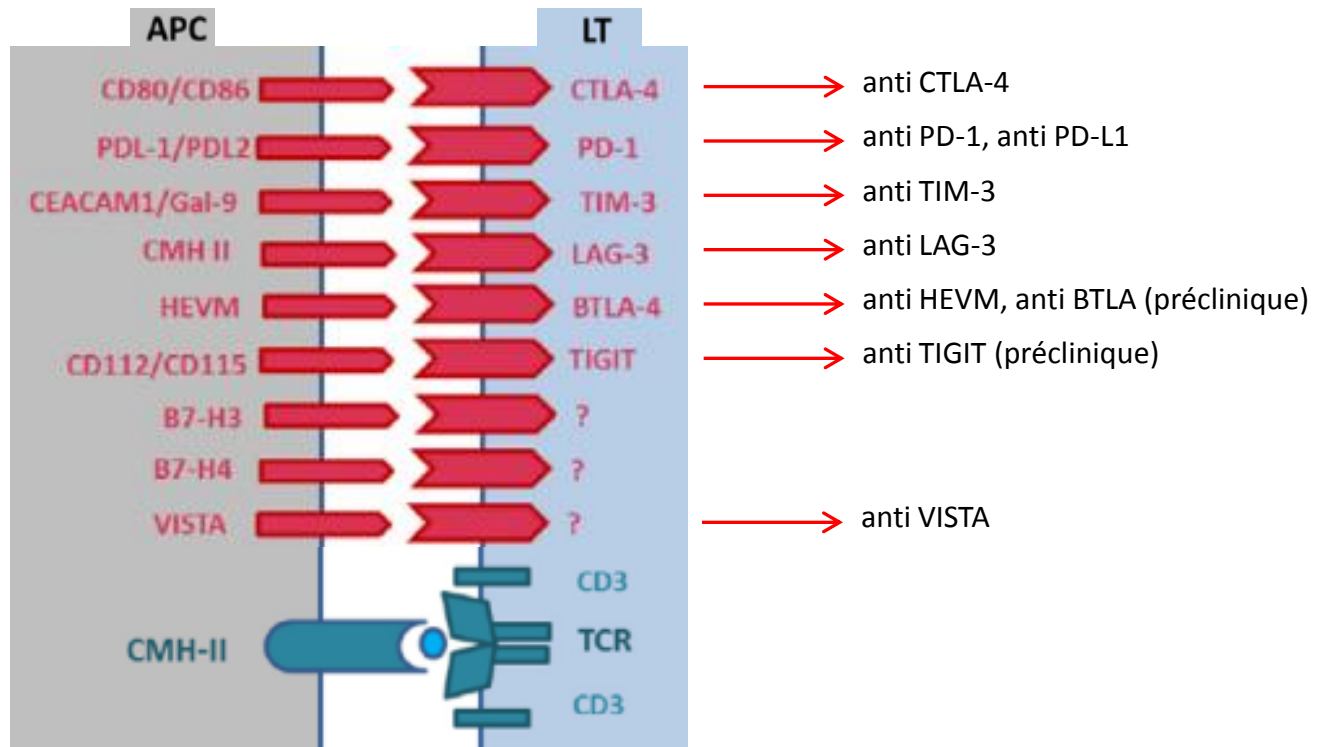 APC LT
CD80/CD86 CTLA-4 anti CTLA-4
PDL-1/PDL2 PD-1 anti PD-1, anti PD-L1
CEACAM1/Gal-9 TIM-3 anti TIM-3
CMH II LAG-3 anti LAG-3
HEVM BTLA-4 anti HEVM, anti BTLA (préclinique)
CD112/CD115 TIGIT anti TIGIT (préclinique)
B7-H3 ?
B7-H4 ?
VISTA ? anti VISTA
CD3
CMH-II TCR
CD3